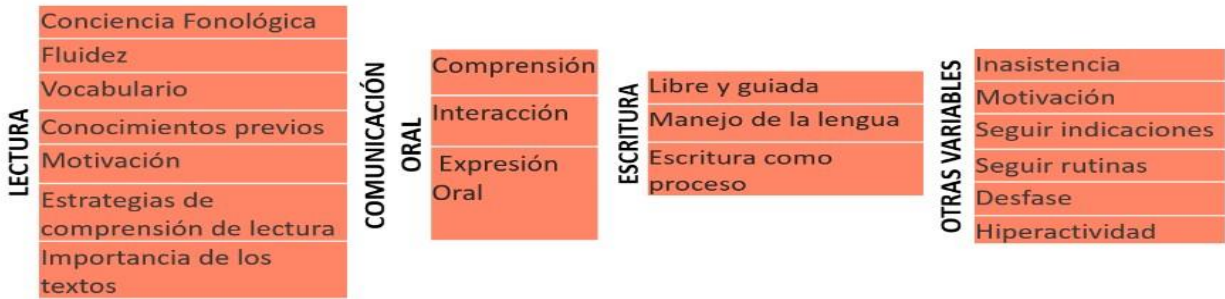 LECTURA
Conciencia Fonológica
Fluidez
Vocabulario
Conocimientos previos
Motivación
Estrategias de
comprensión de lectura
Importancia de los
textos
COMUNICACIÓN
ORAL
Comprensión
Interacción
Expresión
Oral
ESCRITURA
Libre y guiada
Manejo de la lengua
Escritura como
proceso
OTRAS VARIABLES
Inasistencia
Motivación
Seguir indicaciones
Seguir rutinas
Desfase
Hiperactividad